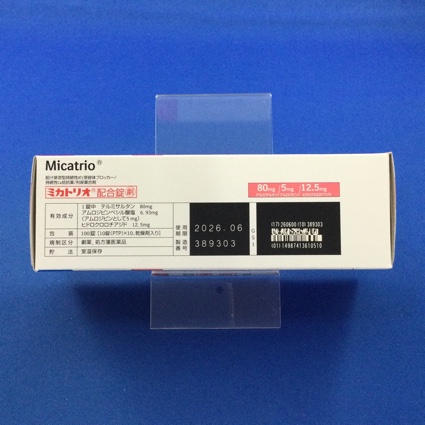 Micatrio®
胆汁排泄型持続性AT₁受容体ブロッカー/
持続性Ca拮抗薬/利尿薬合剤
ミカトリオ®配合錠 劇
80mg 5mg 12.5mg
有効成分
1錠中 テルミサルタン 80mg
アムロジピンベシル酸塩 6.93mg
(アムロジピンとして5mg)
ヒドロクロロチアジド 12.5mg
包装 100錠 [10錠(PTP)×10、乾燥剤入り]
規制区分 劇薬、処方箋医薬品
貯法 室温保存
使用期限 2026.06
製造番号 389303
GS1
(17)260600(10)389303
(01)14987413610510